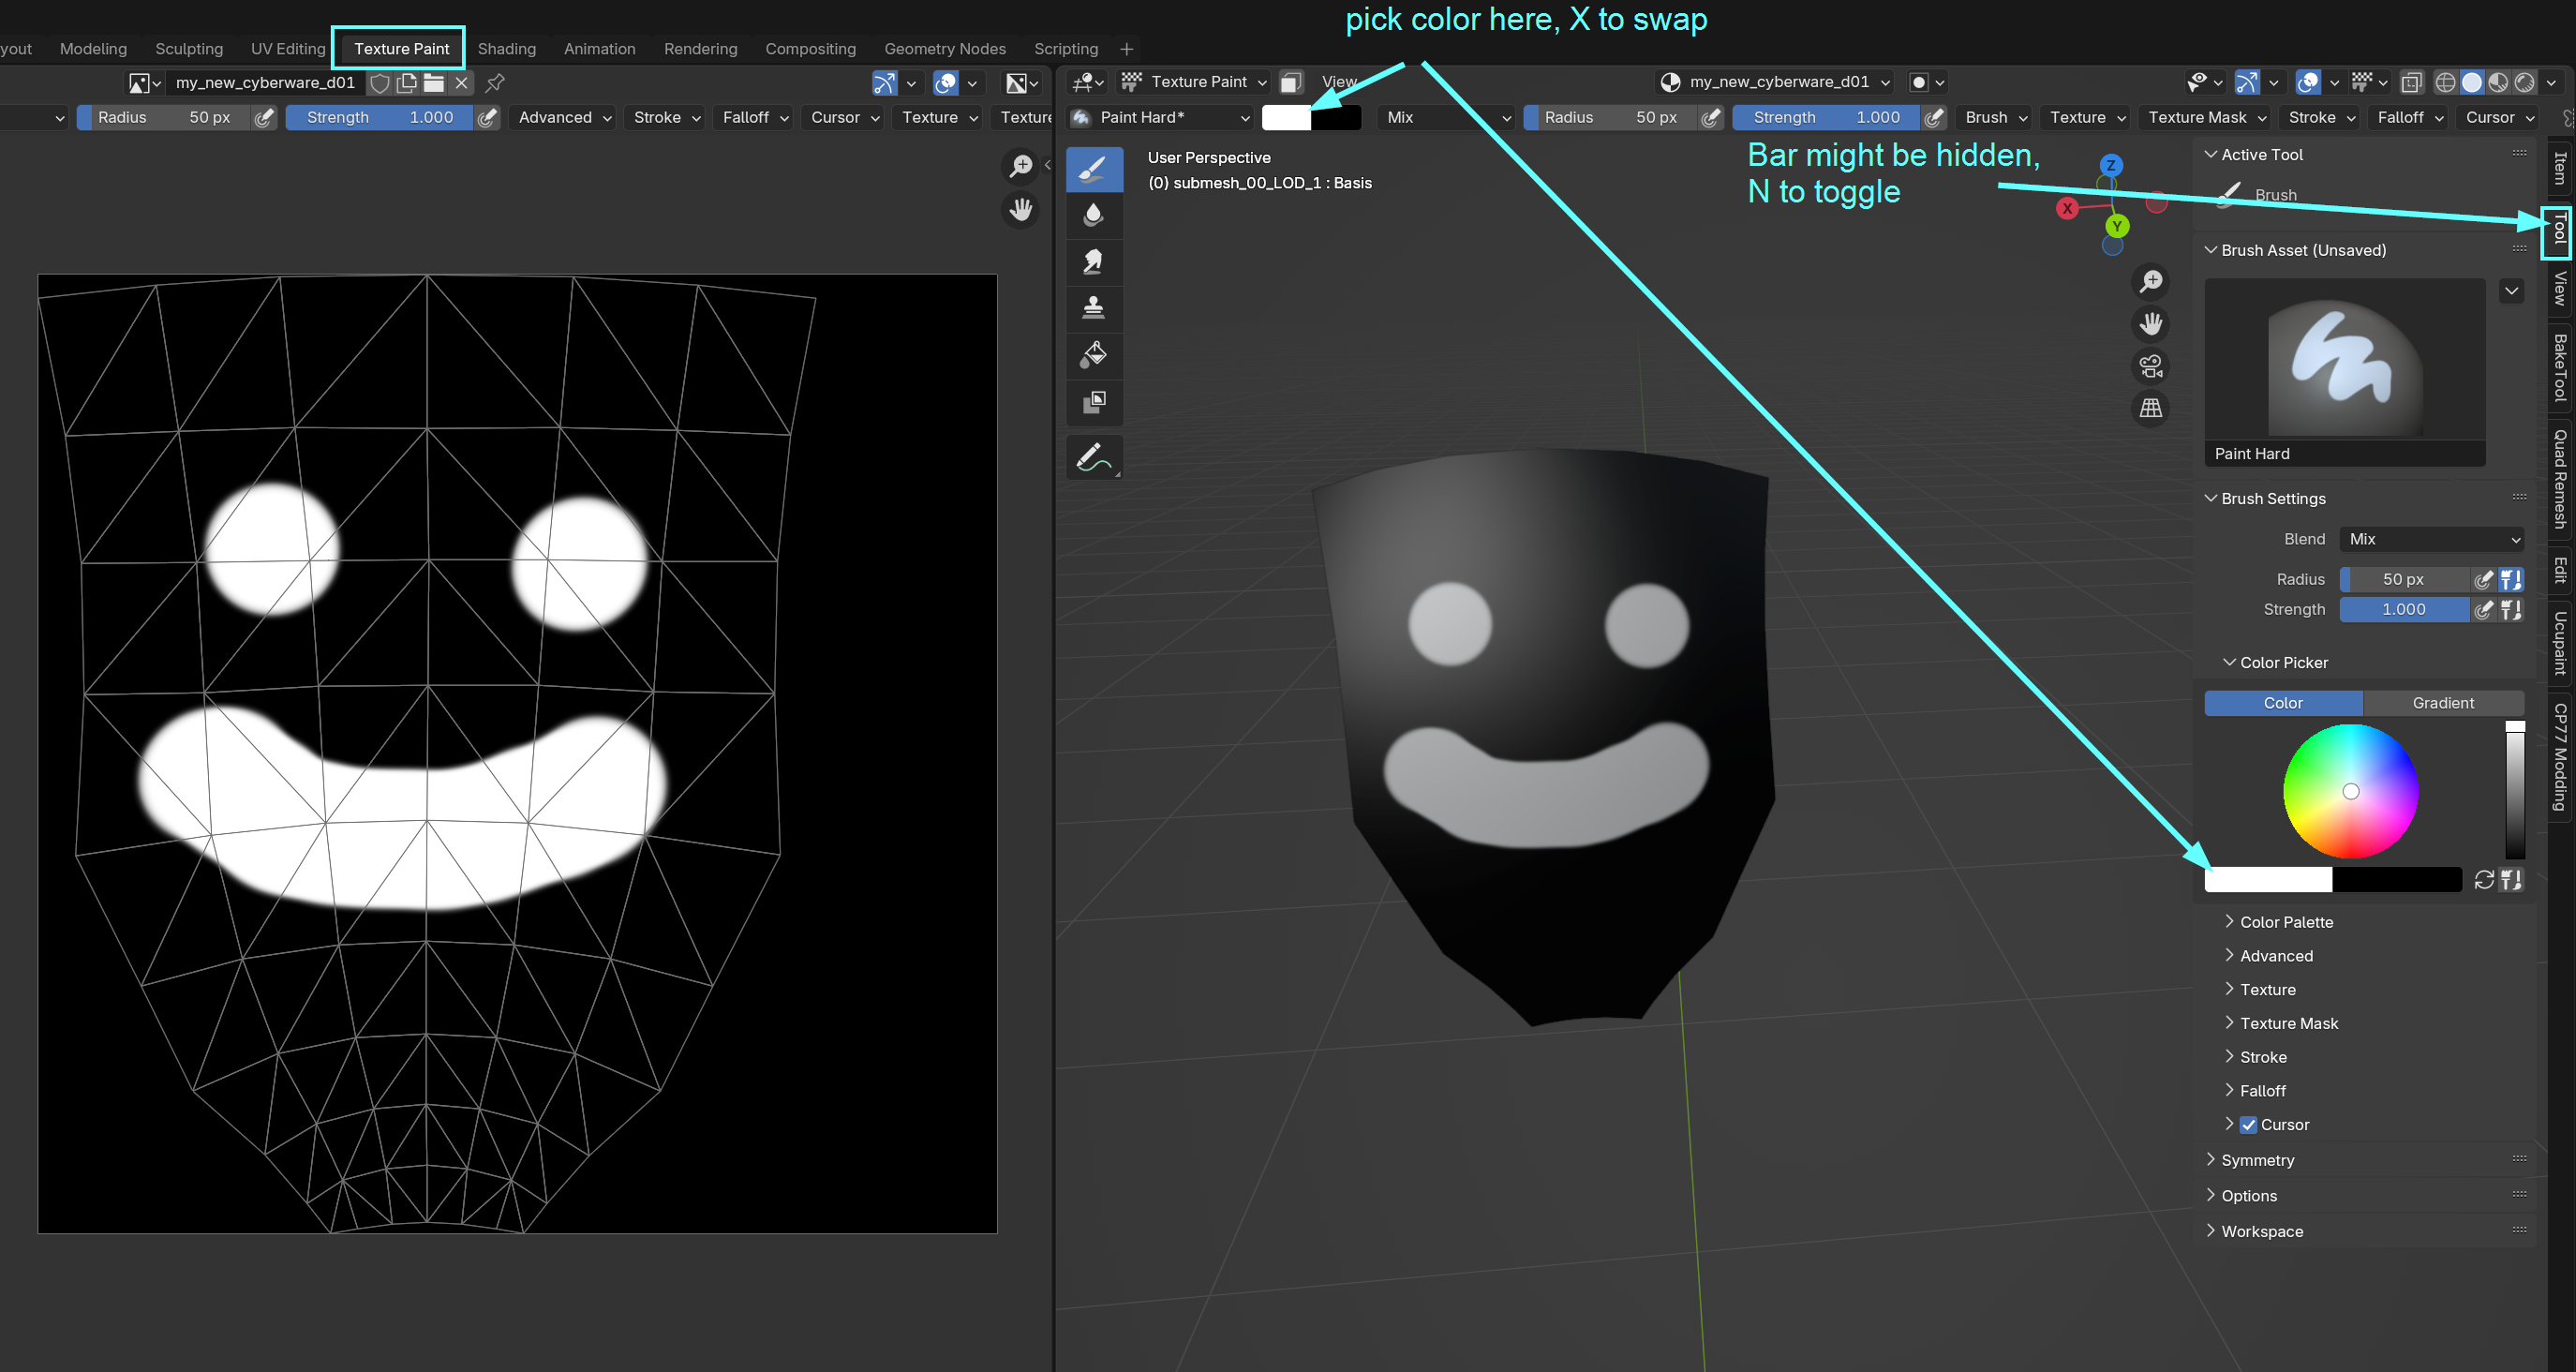 pick color here, X to swap
yout Modeling Sculpting UV Editing Texture Paint Shading Animation Rendering Compositing Geometry Nodes Scripting
my_new_cyberware_d01
Texture Paint View my_new_cyberware_d01
Radius 50 px Strength 1.000 Advanced Stroke Falloff Cursor Texture Texture
Paint Hard* Mix Radius 50 px Strength 1.000 Brush Texture Texture Mask Stroke Falloff Cursor
User Perspective
(0) submesh_00_LOD_1 : Basis
Bar might be hidden,
N to toggle
Z
X
Y
Active Tool
Brush
Brush Asset (Unsaved)
Paint Hard
Brush Settings
Blend Mix
Radius 50 px
Strength 1.000
Color Picker
Color Gradient
Color Palette
Advanced
Texture
Texture Mask
Stroke
Falloff
Cursor
Symmetry
Options
Workspace
Item
Tool
View
BakeTool
Quad Remesh
Edit
Ucupaint
CP77 Modding